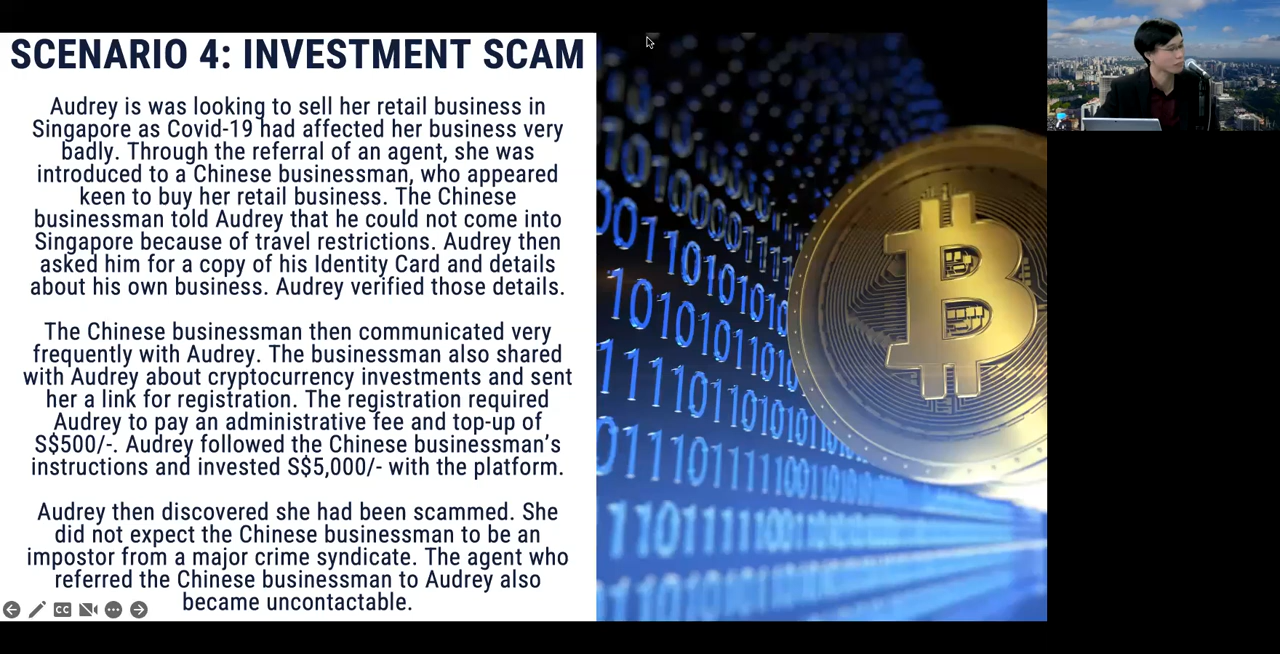 SCENARIO 4: INVESTMENT SCAM
Audrey is was looking to sell her retail business in
Singapore as Covid-19 had affected her business very
badly. Through the referral of an agent, she was
introduced to a Chinese businessman, who appeared
keen to buy her retail business. The Chinese
businessman told Audrey that he could not come into
Singapore because of travel restrictions. Audrey then
asked him for a copy of his Identity Card and details
about his own business. Audrey verified those details.
The Chinese businessman then communicated very
frequently with Audrey. The businessman also shared
with Audrey about cryptocurrency investments and sent
her a link for registration. The registration required
Audrey to pay an administrative fee and top-up of
S$500/-. Audrey followed the Chinese businessman's
instructions and invested S$5,000/- with the platform.
Audrey then discovered she had been scammed. She
did not expect the Chinese businessman to be an
impostor from a major crime syndicate. The agent who
referred the Chinese businessman to Audrey also
became uncontactable.
CC